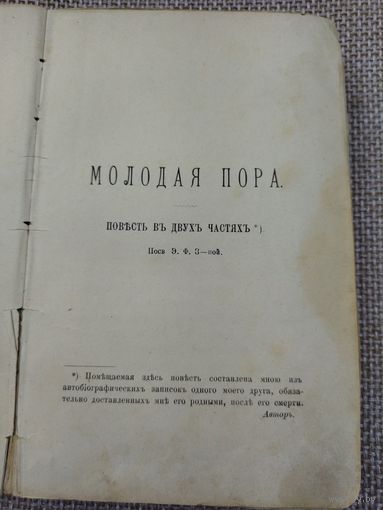 МОЛОДАЯ ПОРА.
ПОВѢСТЬ ВЪ ДВУХЪ ЧАСТЯХЪ *)
Посв Э. Ф. З—пой.
*) Помѣщаемая здѣсь повѣсть составлена мною изъ
автобіографическихъ записокъ одного моего друга, обяза-
тельно доставленныхъ мнѣ его родными, послѣ его смерти.
Авторъ.